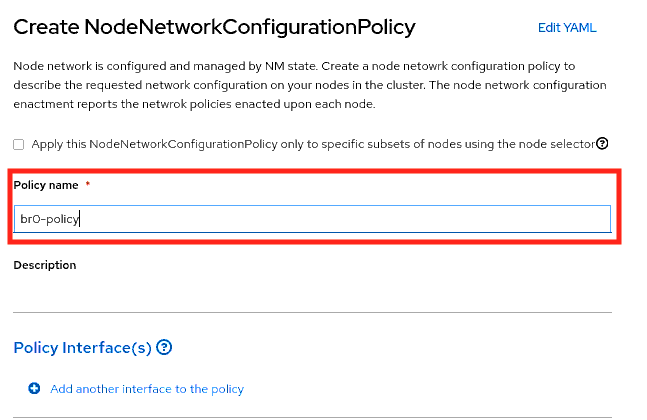 Create NodeNetworkConfigurationPolicy
Edit YAML
Node network is configured and managed by NM state. Create a node netowrk configuration policy to
describe the requested network configuration on your nodes in the cluster. The node network configuration
enactment reports the netwrok policies enacted upon each node.
Apply this NodeNetworkConfigurationPolicy only to specific subsets of nodes using the node selector
Policy name *
br0-policy
Description
Policy Interface(s)
Add another interface to the policy